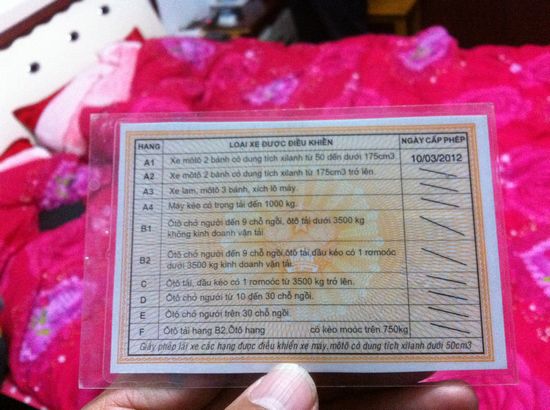 HẠNG LOẠI XE ĐƯỢC ĐIỀU KHIỂN NGÀY CẤP PHÉP
A1 Xe môtô 2 bánh có dung tích xilanh từ 50 đến dưới 175cm3 10/03/2012
A2 Xe môtô 2 bánh có dung tích xilanh từ 175cm3 trở lên.
A3 Xe lam, môtô 3 bánh, xích lô máy.
A4 Máy kéo có trọng tải đến 1000 kg.
B1 Ôtô chở người đến 9 chỗ ngồi, ôtô tải dưới 3500 kg
không kinh doanh vận tải.
B2 Ôtô chở người đến 9 chỗ ngồi,ôtô tải,đầu kéo có 1 rơmoóc
dưới 3500 kg kinh doanh vận tải.
C Ôtô tải, đầu kéo có 1 rơmoóc từ 3500 kg trở lên.
D Ôtô chở người từ 10 đến 30 chỗ ngồi.
E Ôtô chở người trên 30 chỗ ngồi.
F Ôtô tải hạng B2,Ôtô hạng có kéo moóc trên 750kg
Giấy phép lái xe các hạng được điều khiển xe máy,môtô có dung tích xilanh dưới 50cm3